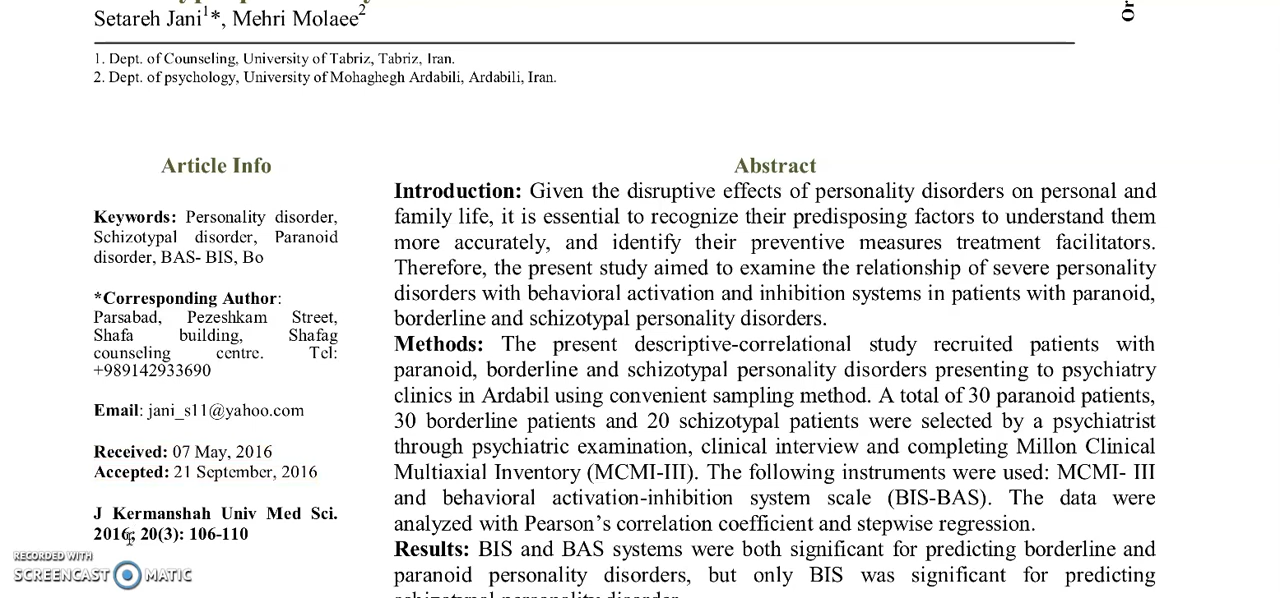 Setareh Jani1*, Mehri Molaee2
Or
1. Dept. of Counseling, University of Tabriz, Tabriz, Iran.
2. Dept. of psychology, University of Mohaghegh Ardabili, Ardabili, Iran.
Article Info
Keywords: Personality disorder,
Schizotypal disorder, Paranoid
disorder, BAS- BIS, Bo
*Corresponding Author:
Parsabad, Pezeshkam Street,
Shafa building, Shafag
counseling centre. Tel:
+989142933690
Email: jani_s11@yahoo.com
Received: 07 May, 2016
Accepted: 21 September, 2016
J Kermanshah Univ Med Sci.
2016; 20(3): 106-110
Abstract
Introduction: Given the disruptive effects of personality disorders on personal and
family life, it is essential to recognize their predisposing factors to understand them
more accurately, and identify their preventive measures treatment facilitators.
Therefore, the present study aimed to examine the relationship of severe personality
disorders with behavioral activation and inhibition systems in patients with paranoid,
borderline and schizotypal personality disorders.
Methods: The present descriptive-correlational study recruited patients with
paranoid, borderline and schizotypal personality disorders presenting to psychiatry
clinics in Ardabil using convenient sampling method. A total of 30 paranoid patients,
30 borderline patients and 20 schizotypal patients were selected by a psychiatrist
through psychiatric examination, clinical interview and completing Millon Clinical
Multiaxial Inventory (MCMI-III). The following instruments were used: MCMI- III
and behavioral activation-inhibition system scale (BIS-BAS). The data were
analyzed with Pearson's correlation coefficient and stepwise regression.
Results: BIS and BAS systems were both significant for predicting borderline and
paranoid personality disorders, but only BIS was significant for predicting
schizotypal personality disorder.
RECORDED WITH
SCREENCAST MATIC